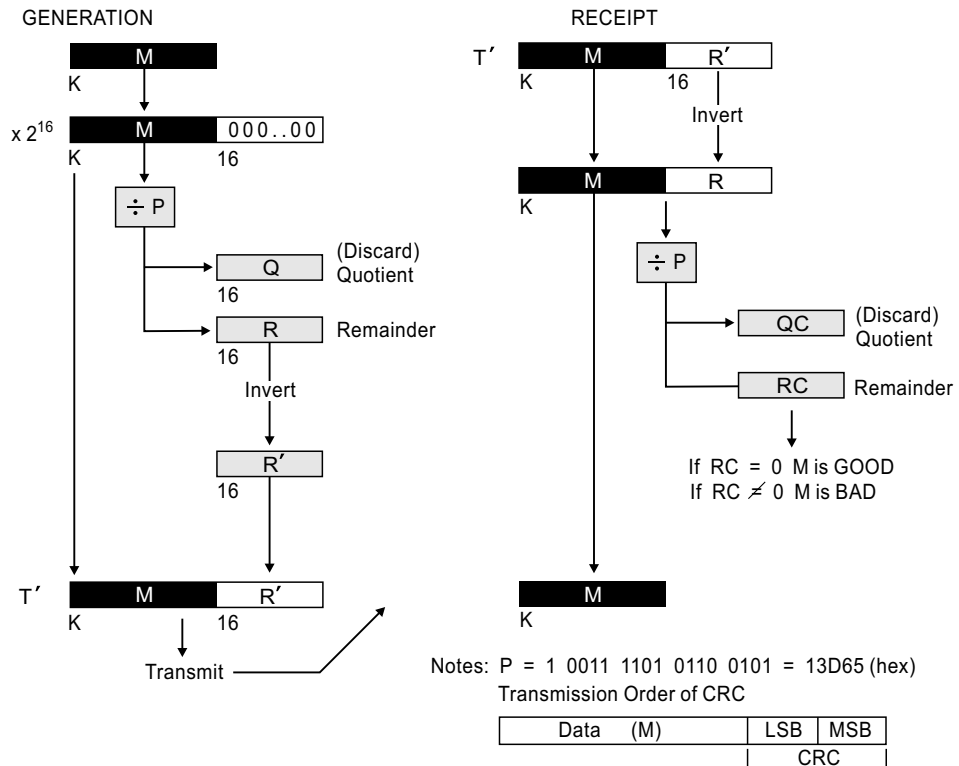 GENERATION
M
K
x 2^16
M
000..00
K
16
÷ P
Q
(Discard)
Quotient
16
R
Remainder
16
Invert
R′
16
T′
M
R′
K
16
Transmit
RECEIPT
T′
M
R′
K
16
Invert
M
R
K
÷ P
QC
(Discard)
Quotient
RC
Remainder
If RC = 0 M is GOOD
If RC ≠ 0 M is BAD
M
K
Notes: P = 1 0011 1101 0110 0101 = 13D65 (hex)
Transmission Order of CRC
Data (M)
LSB
MSB
CRC